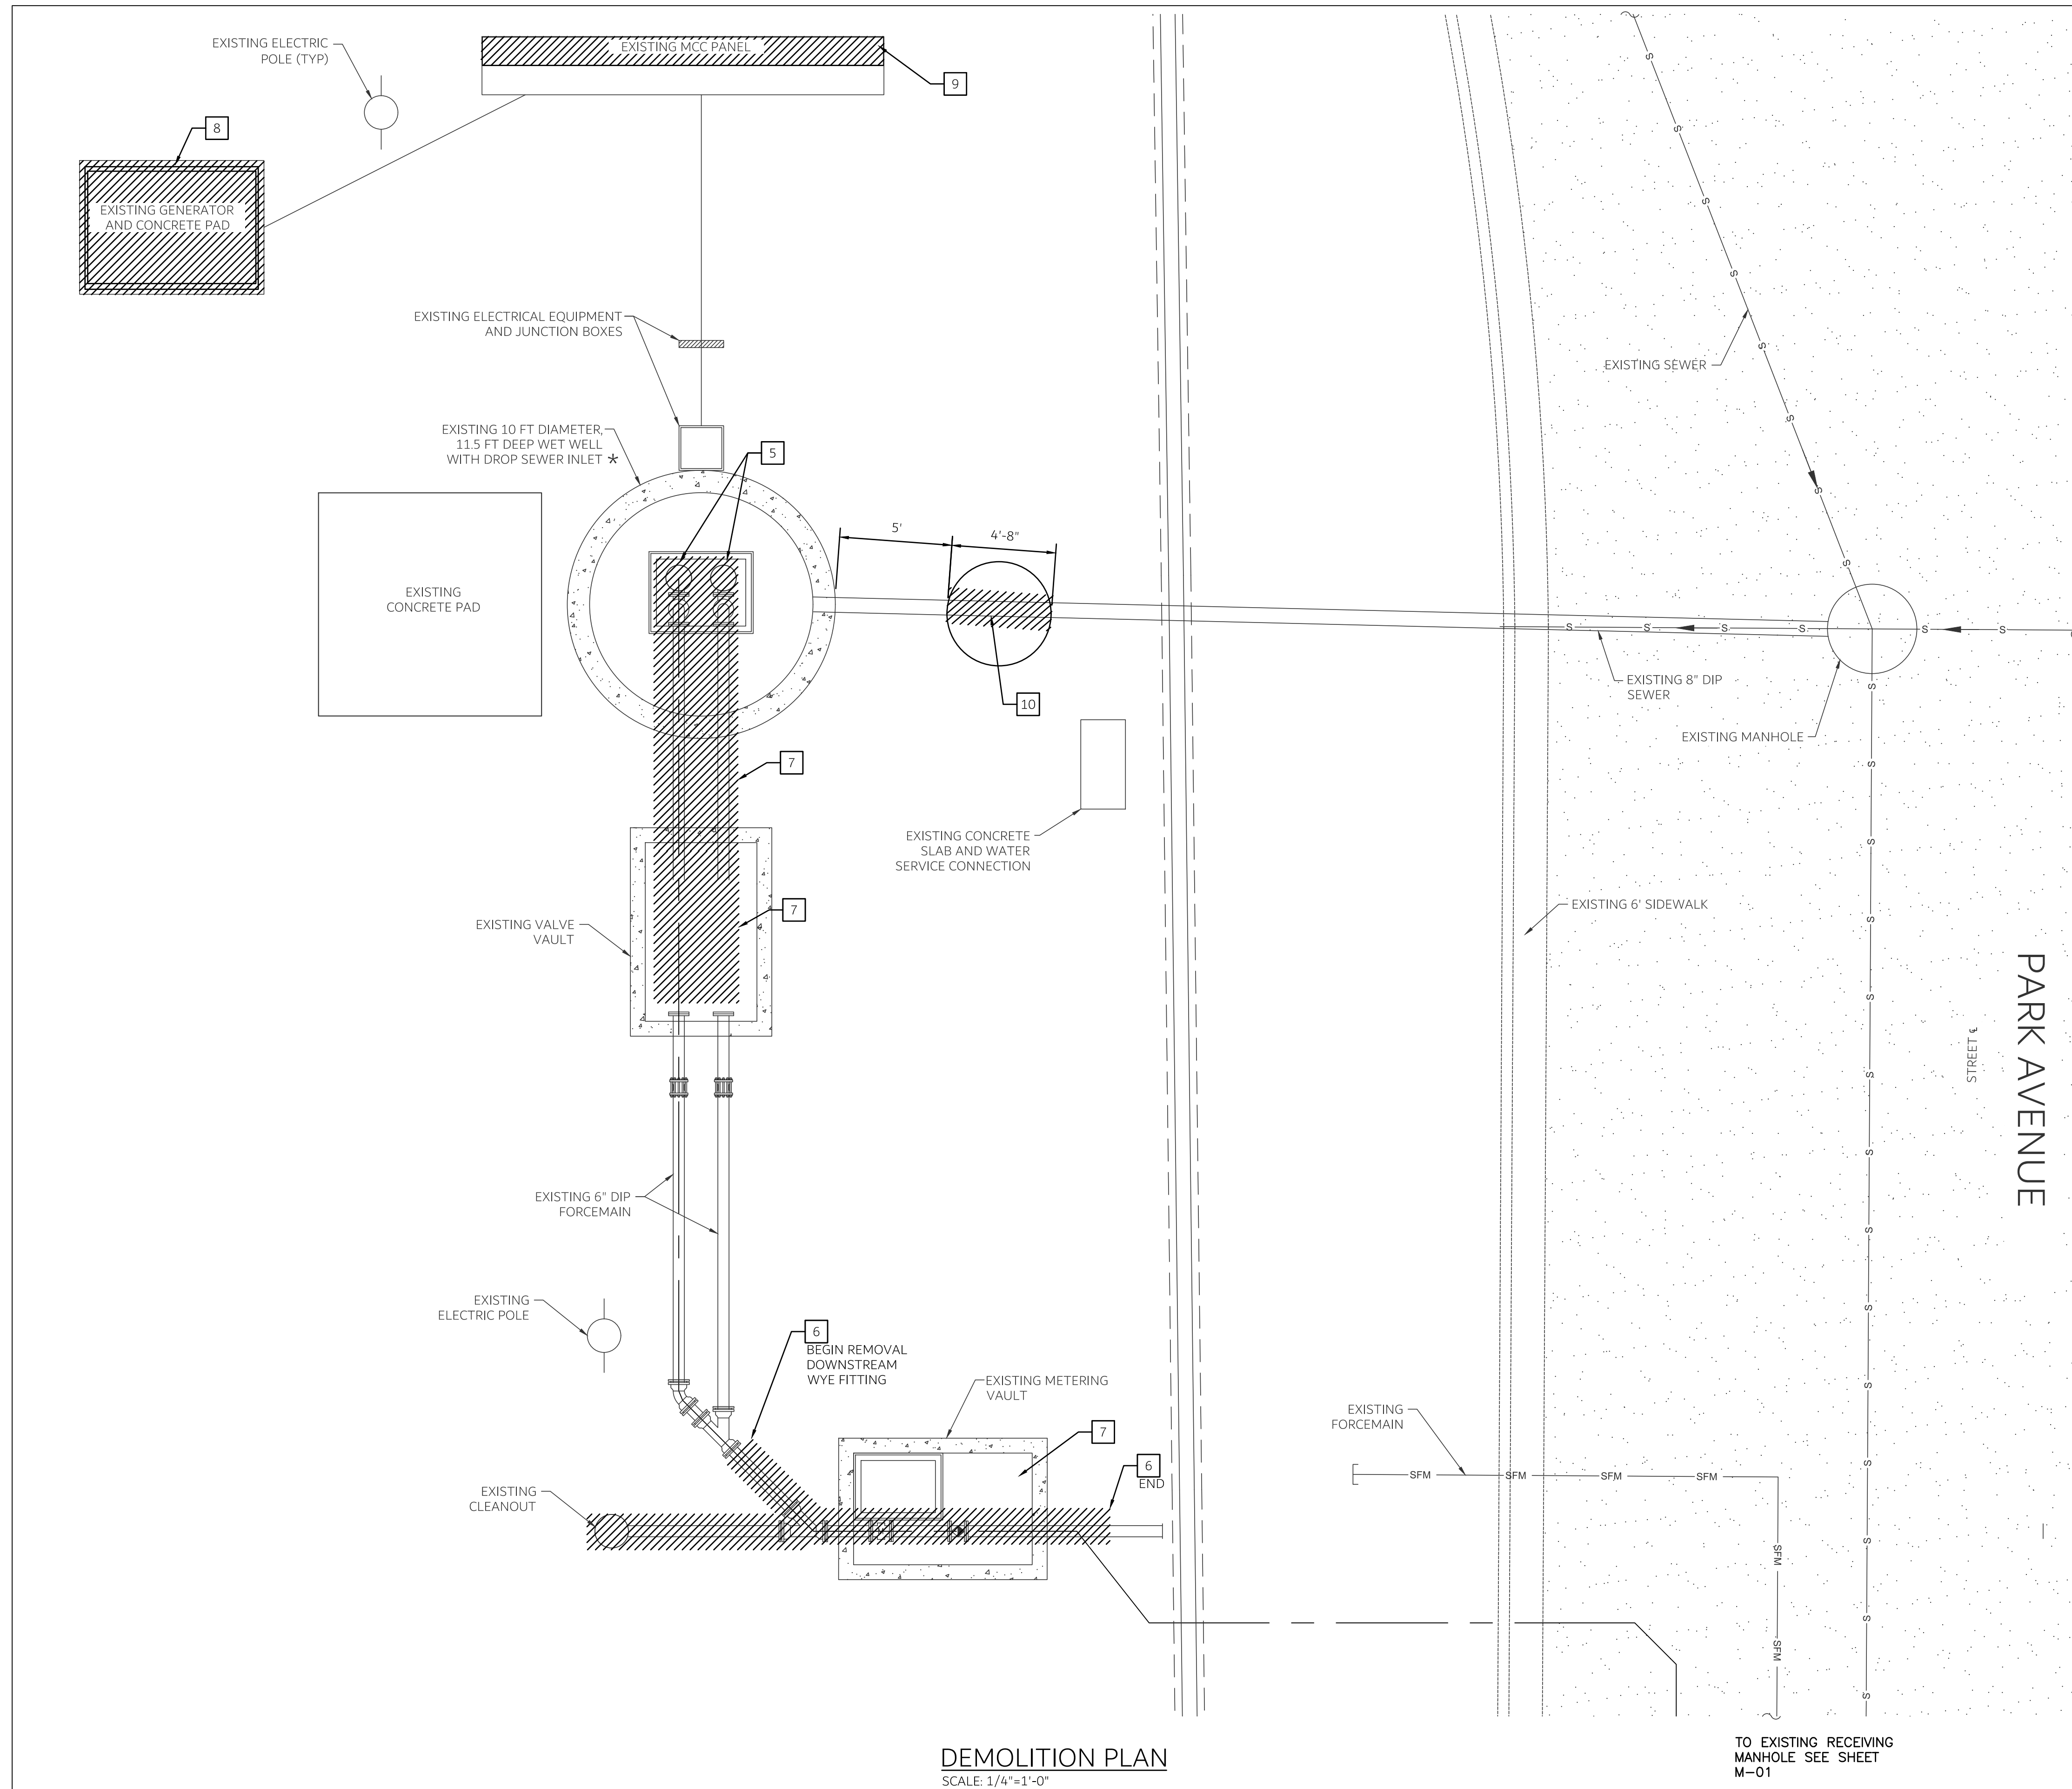 EXISTING ELECTRIC
POLE (TYP)
EXISTING MCC PANEL
9
8
EXISTING GENERATOR
AND CONCRETE PAD
EXISTING ELECTRICAL EQUIPMENT
AND JUNCTION BOXES
EXISTING SEWER
EXISTING 10 FT DIAMETER,
11.5 FT DEEP WET WELL
WITH DROP SEWER INLET *
5
5'
4'-8"
EXISTING
CONCRETE PAD
10
EXISTING 8" DIP
SEWER
EXISTING MANHOLE
7
EXISTING CONCRETE
SLAB AND WATER
SERVICE CONNECTION
EXISTING VALVE
VAULT
7
EXISTING 6' SIDEWALK
PARK AVENUE
STREET ℄
EXISTING 6" DIP
FORCEMAIN
EXISTING
ELECTRIC POLE
6
BEGIN REMOVAL
DOWNSTREAM
WYE FITTING
EXISTING METERING
VAULT
7
6
END
EXISTING
FORCEMAIN
EXISTING
CLEANOUT
M
S S S S S S S
S S S S S S
S S S S S S
S S S S S S S S S S S S S S
SFM SFM SFM SFM
SFM
SFM
DEMOLITION PLAN
SCALE: 1/4"=1'-0"
TO EXISTING RECEIVING
MANHOLE SEE SHEET
M-01